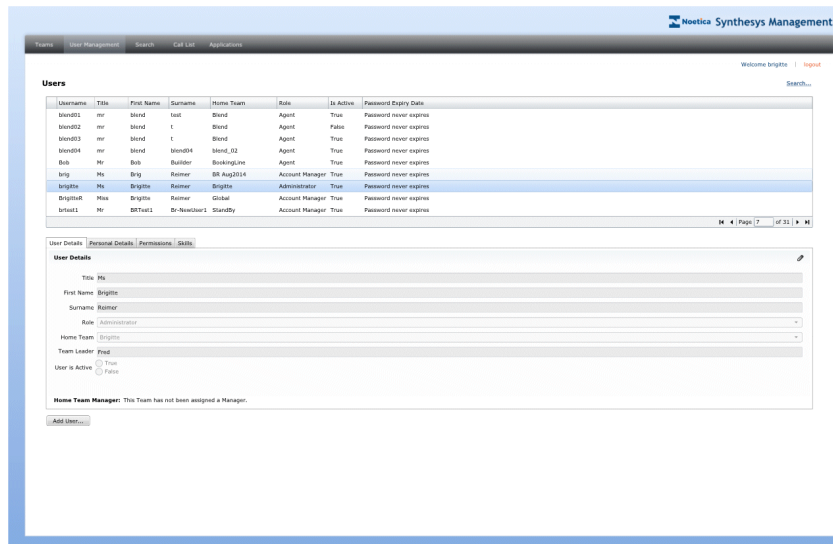 Noetica Synthesys Management
Teams User Management Search Call List Applications
Welcome brigitte | logout
Users Search...
Username Title First Name Surname Home Team Role Is Active Password Expiry Date
blend01 mr blend test Blend Agent True Password never expires
blend02 mr blend t Blend Agent False Password never expires
blend03 mr blend t Blend Agent True Password never expires
blend04 mr blend blend04 blend_02 Agent True Password never expires
Bob Mr Bob Buiilder BookingLine Agent True Password never expires
brig Ms Brig Reimer BR Aug2014 Account Manager True Password never expires
brigitte Ms Brigitte Reimer Brigitte Administrator True Password never expires
BrigitteR Miss Brigitte Reimer Global Account Manager True Password never expires
brtest1 Mr BRTest1 Br-NewUser1 StandBy Account Manager True Password never expires
Page 7 of 31
User Details Personal Details Permissions Skills
User Details
Title Ms
First Name Brigitte
Surname Reimer
Role Administrator
Home Team Brigitte
Team Leader Fred
User is Active True
False
Home Team Manager: This Team has not been assigned a Manager.
Add User...